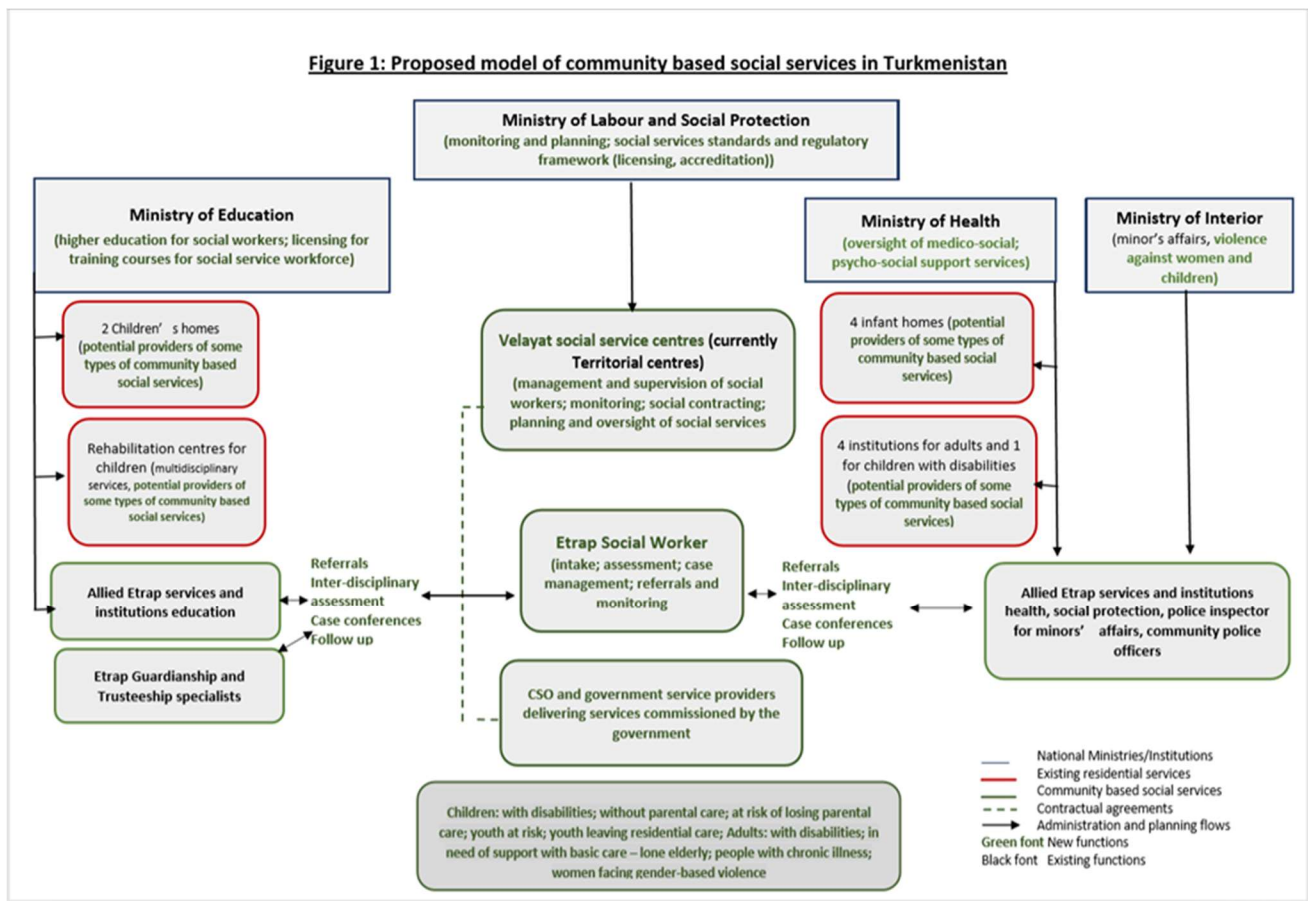 Figure 1: Proposed model of community based social services in Turkmenistan
Ministry of Labour and Social Protection
(monitoring and planning; social services standards and regulatory
framework (licensing, accreditation))
Ministry of Education
(higher education for social workers; licensing for
training courses for social service workforce)
Ministry of Health
(oversight of medico-social;
psycho-social support services)
Ministry of Interior
(minor's affairs, violence
against women and
children)
2 Children' s homes
(potential providers of some
types of community based
social services)
Velayat social service centres (currently
Territorial centres)
(management and supervision of social
workers; monitoring; social contracting;
planning and oversight of social services
4 infant homes (potential
providers of some types of
community based social
services)
Rehabilitation centres for
children (multidisciplinary
services, potential providers of
some types of community based
social services)
4 institutions for adults and 1
for children with disabilities
(potential providers of some
types of community based social
services)
Allied Etrap services and
institutions education
Etrap Guardianship and
Trusteeship specialists
Referrals
Inter-disciplinary
assessment
Case conferences
Follow up
Etrap Social Worker
(intake; assessment; case
management; referrals and
monitoring
Referrals
Inter-disciplinary
assessment
Case conferences
Follow up
Allied Etrap services and institutions
health, social protection, police inspector
for minors' affairs, community police
officers
CSO and government service providers
delivering services commissioned by the
government
Children: with disabilities; without parental care; at risk of losing parental
care; youth at risk; youth leaving residential care; Adults: with disabilities; in
need of support with basic care – lone elderly; people with chronic illness;
women facing gender-based violence
National Ministries/Institutions
Existing residential services
Community based social services
Contractual agreements
Administration and planning flows
Green font New functions
Black font Existing functions